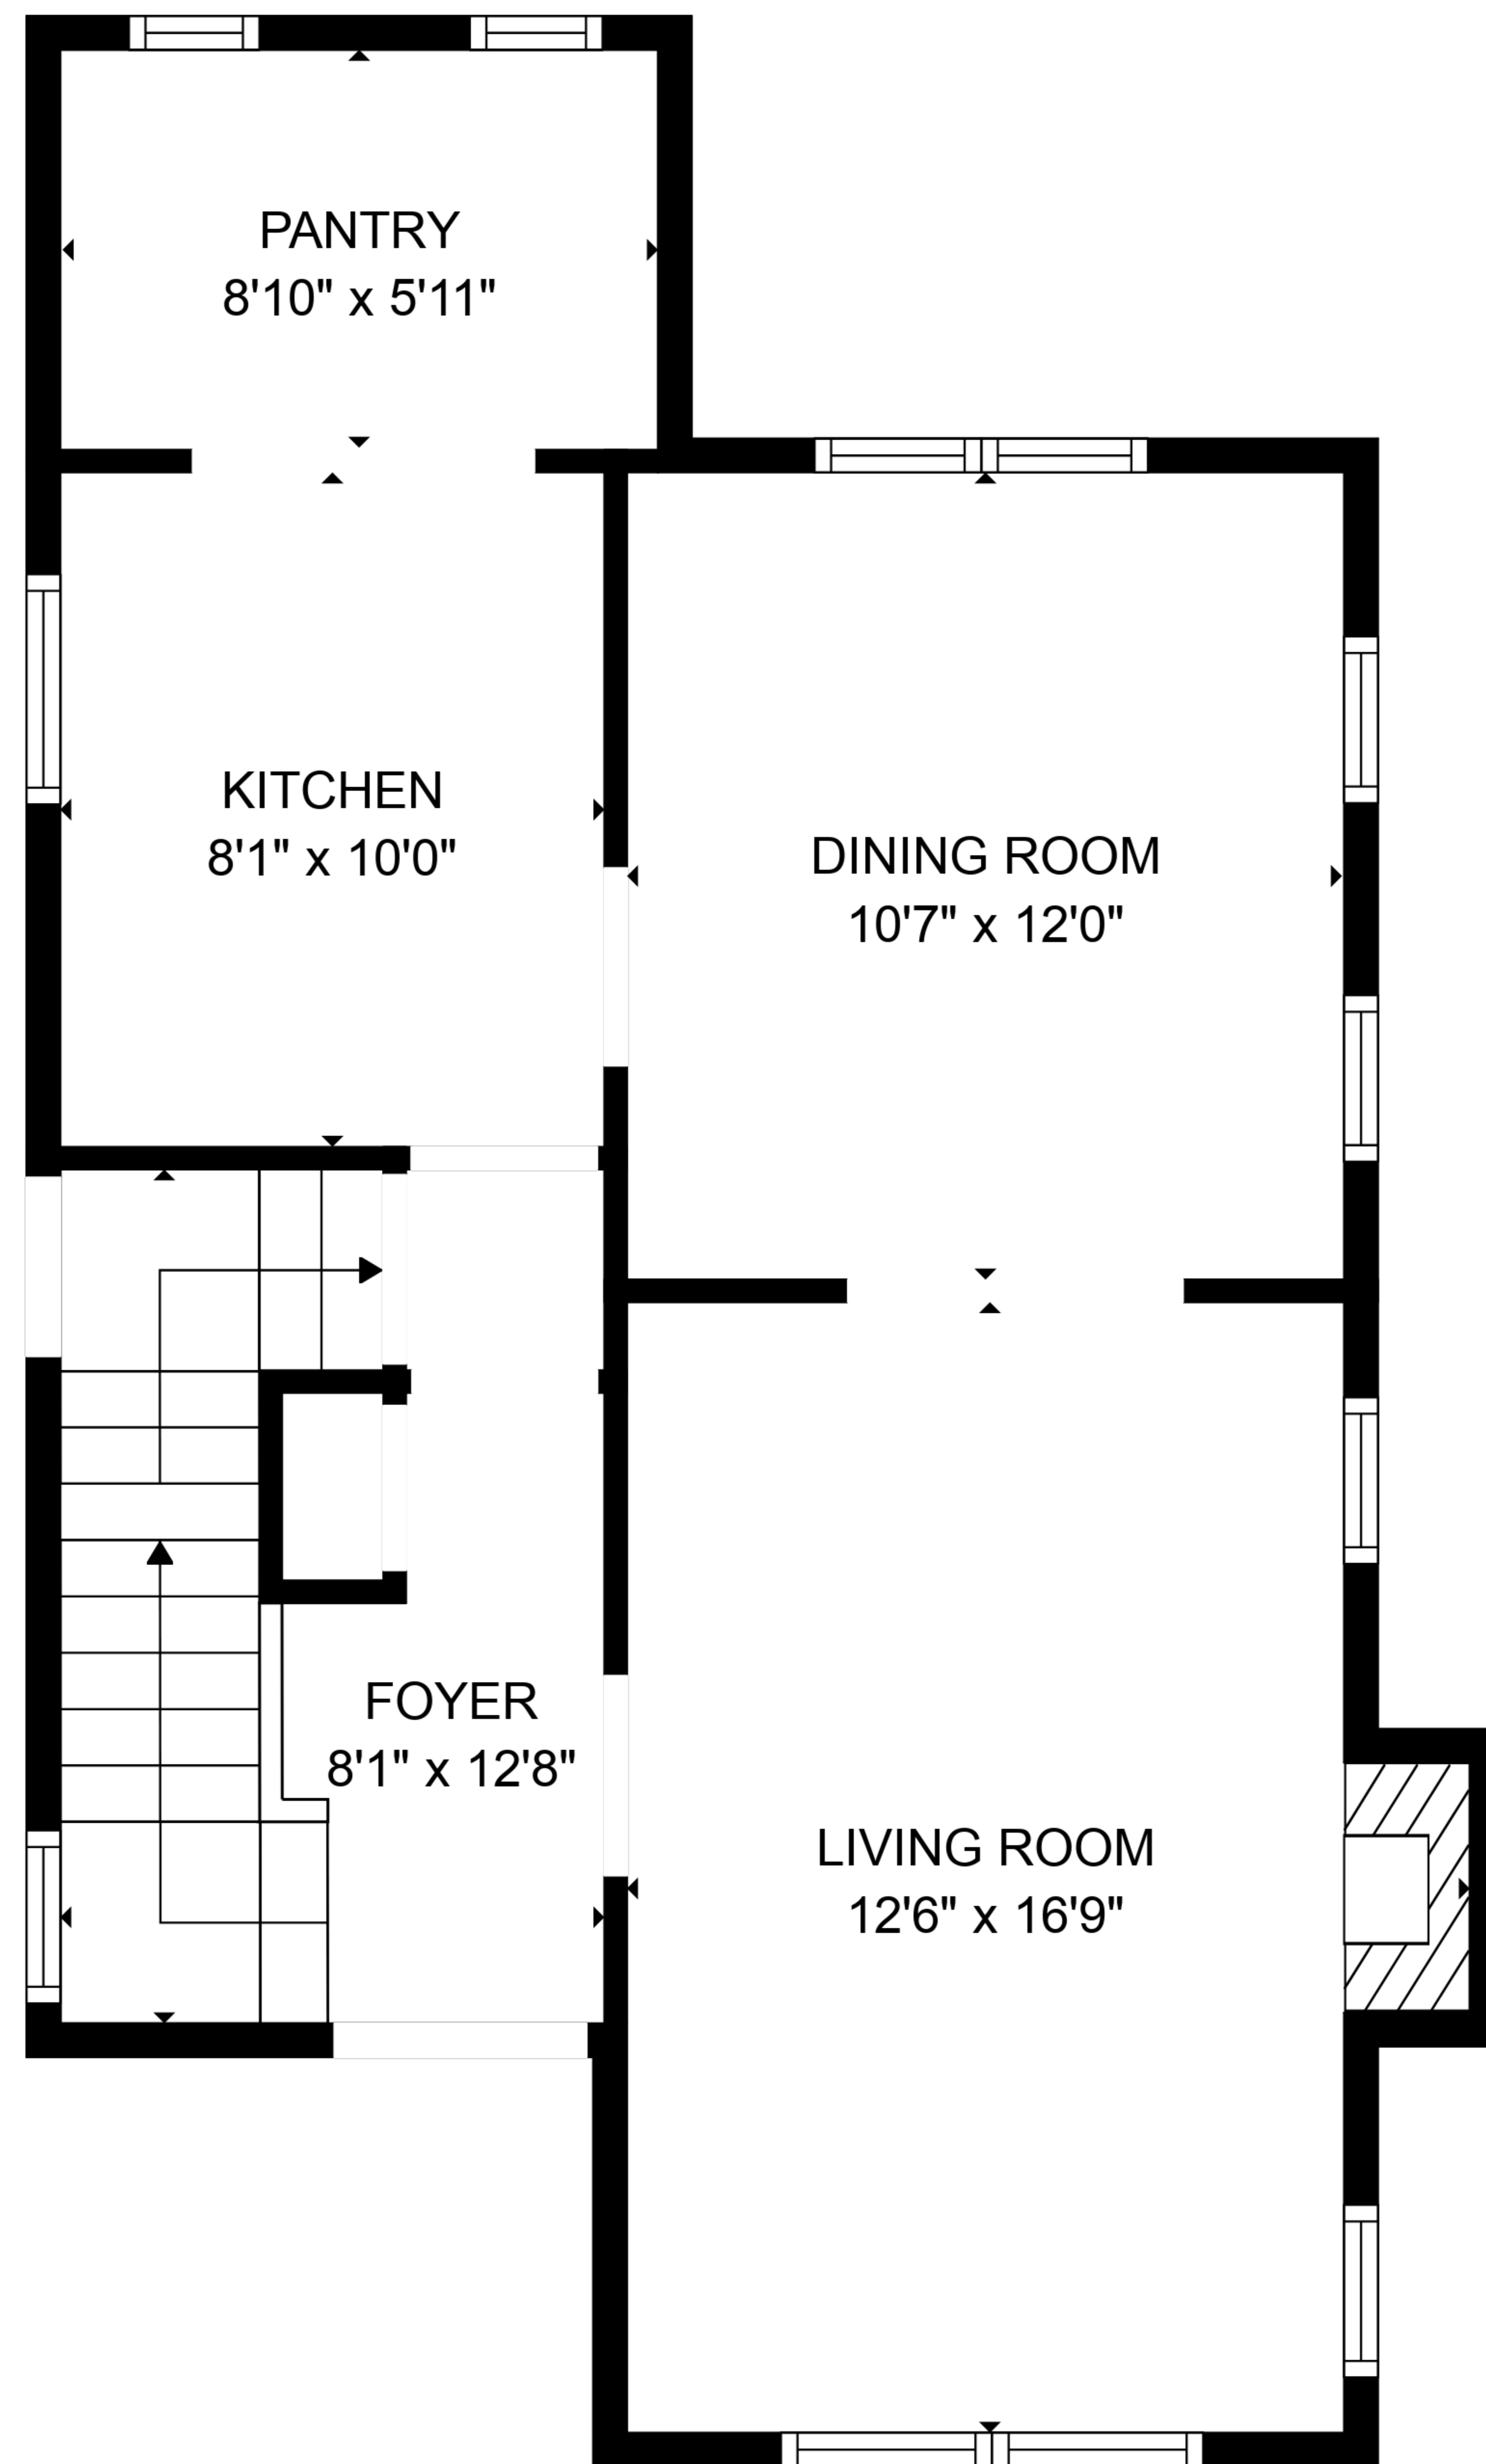 PANTRY
8'10" x 5'11"
KITCHEN
8'1" x 10'0"
DINING ROOM
10'7" x 12'0"
FOYER
8'1" x 12'8"
LIVING ROOM
12'6" x 16'9"